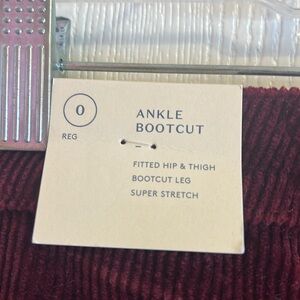 0
REG
ANKLE
BOOTCUT
FITTED HIP & THIGH
BOOTCUT LEG
SUPER STRETCH